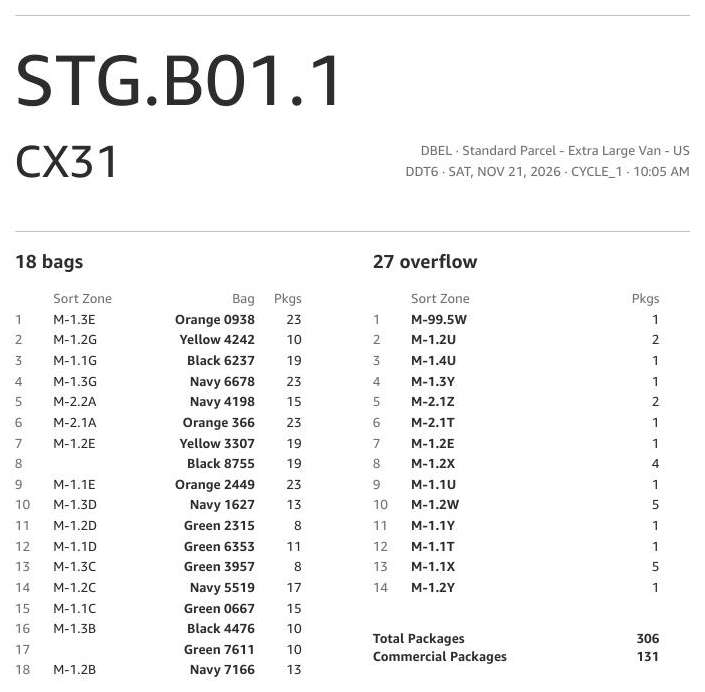 STG.B01.1
CX31
DBEL · Standard Parcel - Extra Large Van - US
DDT6 · SAT, NOV 21, 2026 · CYCLE_1 · 10:05 AM
18 bags
Sort Zone Bag Pkgs
1 M-1.3E Orange 0938 23
2 M-1.2G Yellow 4242 10
3 M-1.1G Black 6237 19
4 M-1.3G Navy 6678 23
5 M-2.2A Navy 4198 15
6 M-2.1A Orange 366 23
7 M-1.2E Yellow 3307 19
8 Black 8755 19
9 M-1.1E Orange 2449 23
10 M-1.3D Navy 1627 13
11 M-1.2D Green 2315 8
12 M-1.1D Green 6353 11
13 M-1.3C Green 3957 8
14 M-1.2C Navy 5519 17
15 M-1.1C Green 0667 15
16 M-1.3B Black 4476 10
17 Green 7611 10
18 M-1.2B Navy 7166 13
27 overflow
Sort Zone Pkgs
1 M-99.5W 1
2 M-1.2U 2
3 M-1.4U 1
4 M-1.3Y 1
5 M-2.1Z 2
6 M-2.1T 1
7 M-1.2E 1
8 M-1.2X 4
9 M-1.1U 1
10 M-1.2W 5
11 M-1.1Y 1
12 M-1.1T 1
13 M-1.1X 5
14 M-1.2Y 1
Total Packages 306
Commercial Packages 131